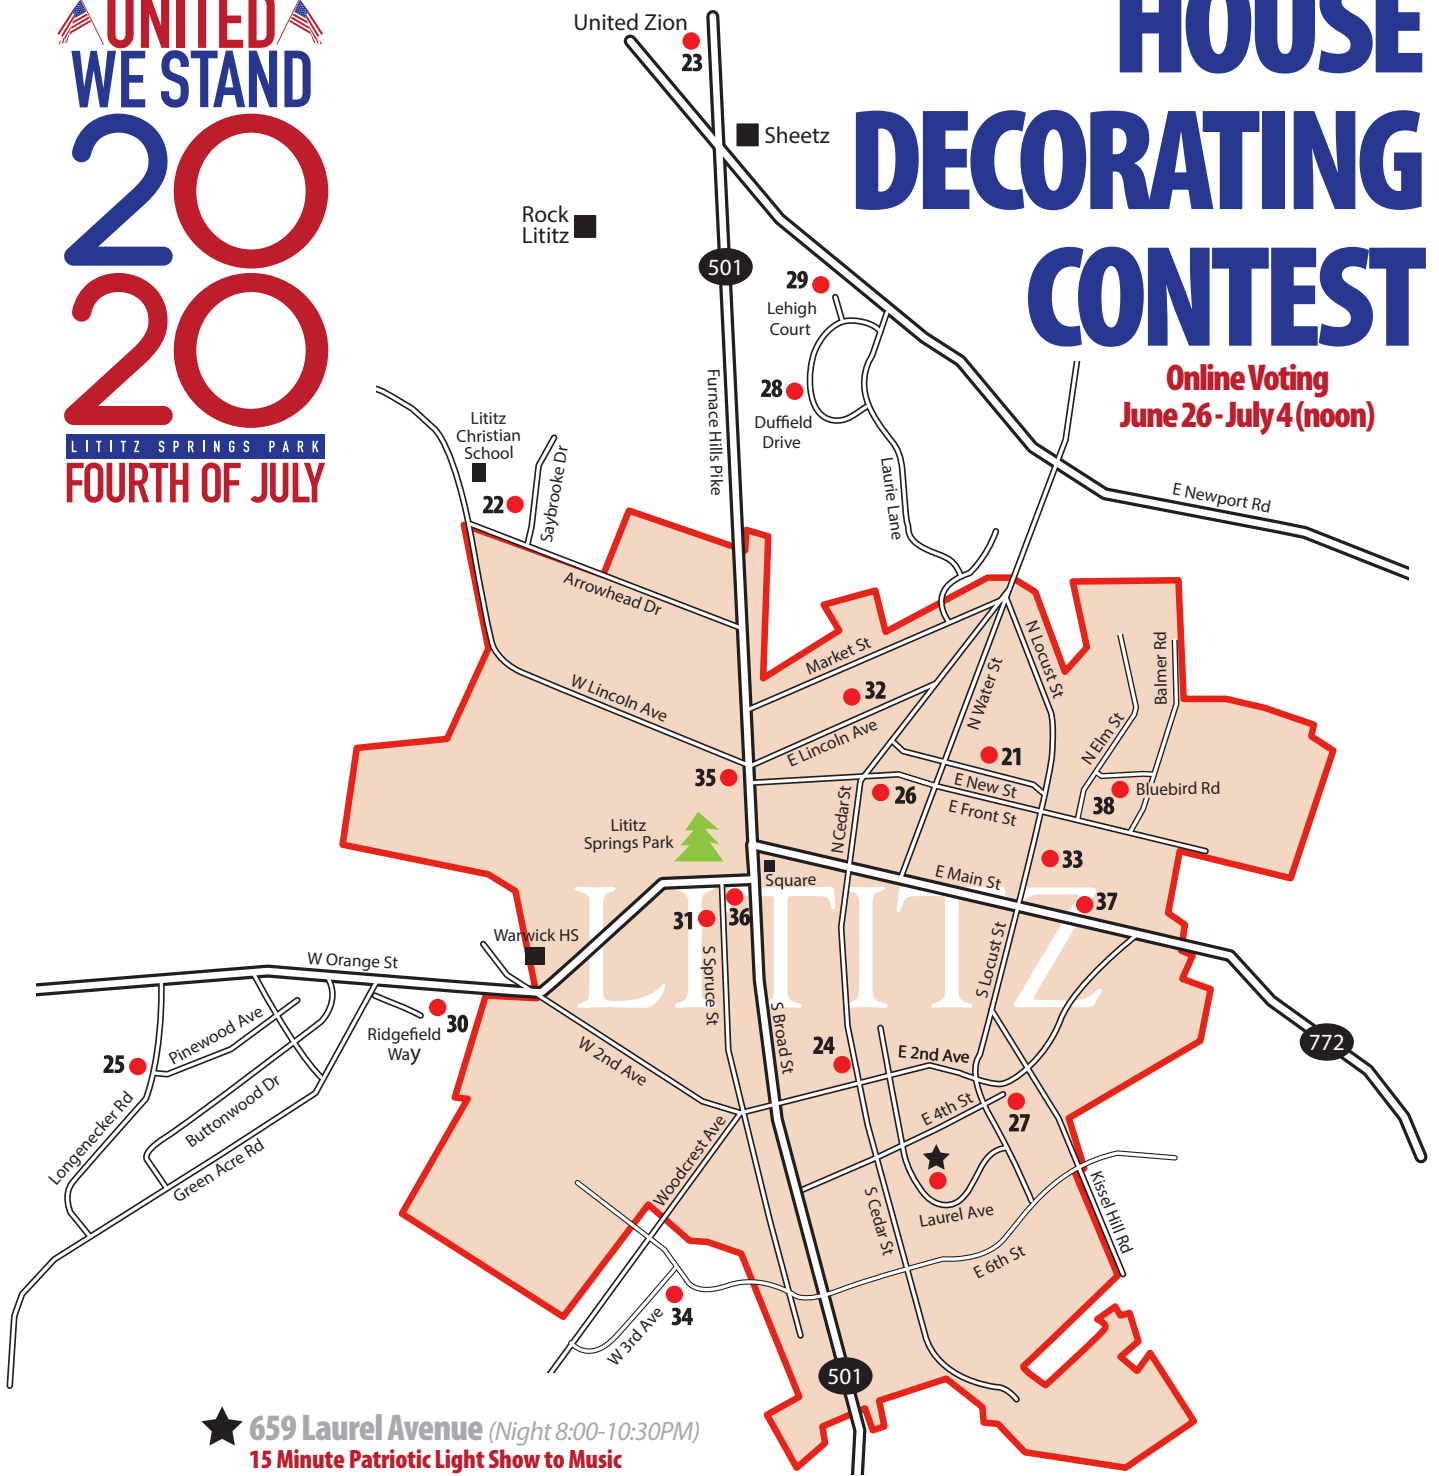 UNITED
WE STAND
20
20
LITITZ SPRINGS PARK
FOURTH OF JULY
HOUSE
DECORATING
CONTEST
Online Voting
June 26 - July 4 (noon)
United Zion
23
Sheetz
Rock
Lititz
501
29
Lehigh
Court
28
Duffield
Drive
Furnace Hills Pike
Laurie Lane
E Newport Rd
Lititz
Christian
School
22
Saybrooke Dr
Arrowhead Dr
W Lincoln Ave
Market St
32
E Lincoln Ave
N Water St
N Locust St
N Elm St
Balmer Rd
21
35
26
E New St
E Front St
38
Bluebird Rd
N Cedar St
Lititz
Springs Park
33
E Main St
Square
LITITZ
37
31
36
Warwick HS
W Orange St
S Spruce St
S Locust St
30
Ridgefield
Way
Pinewood Ave
25
S Broad St
24
E 2nd Ave
772
W 2nd Ave
Buttonwood Dr
Longenecker Rd
Green Acre Rd
E 4th St
27
Woodcrest Ave
Kissel Hill Rd
Laurel Ave
S Cedar St
E 6th St
34
W 3rd Ave
501
659 Laurel Avenue (Night 8:00-10:30PM)
15 Minute Patriotic Light Show to Music